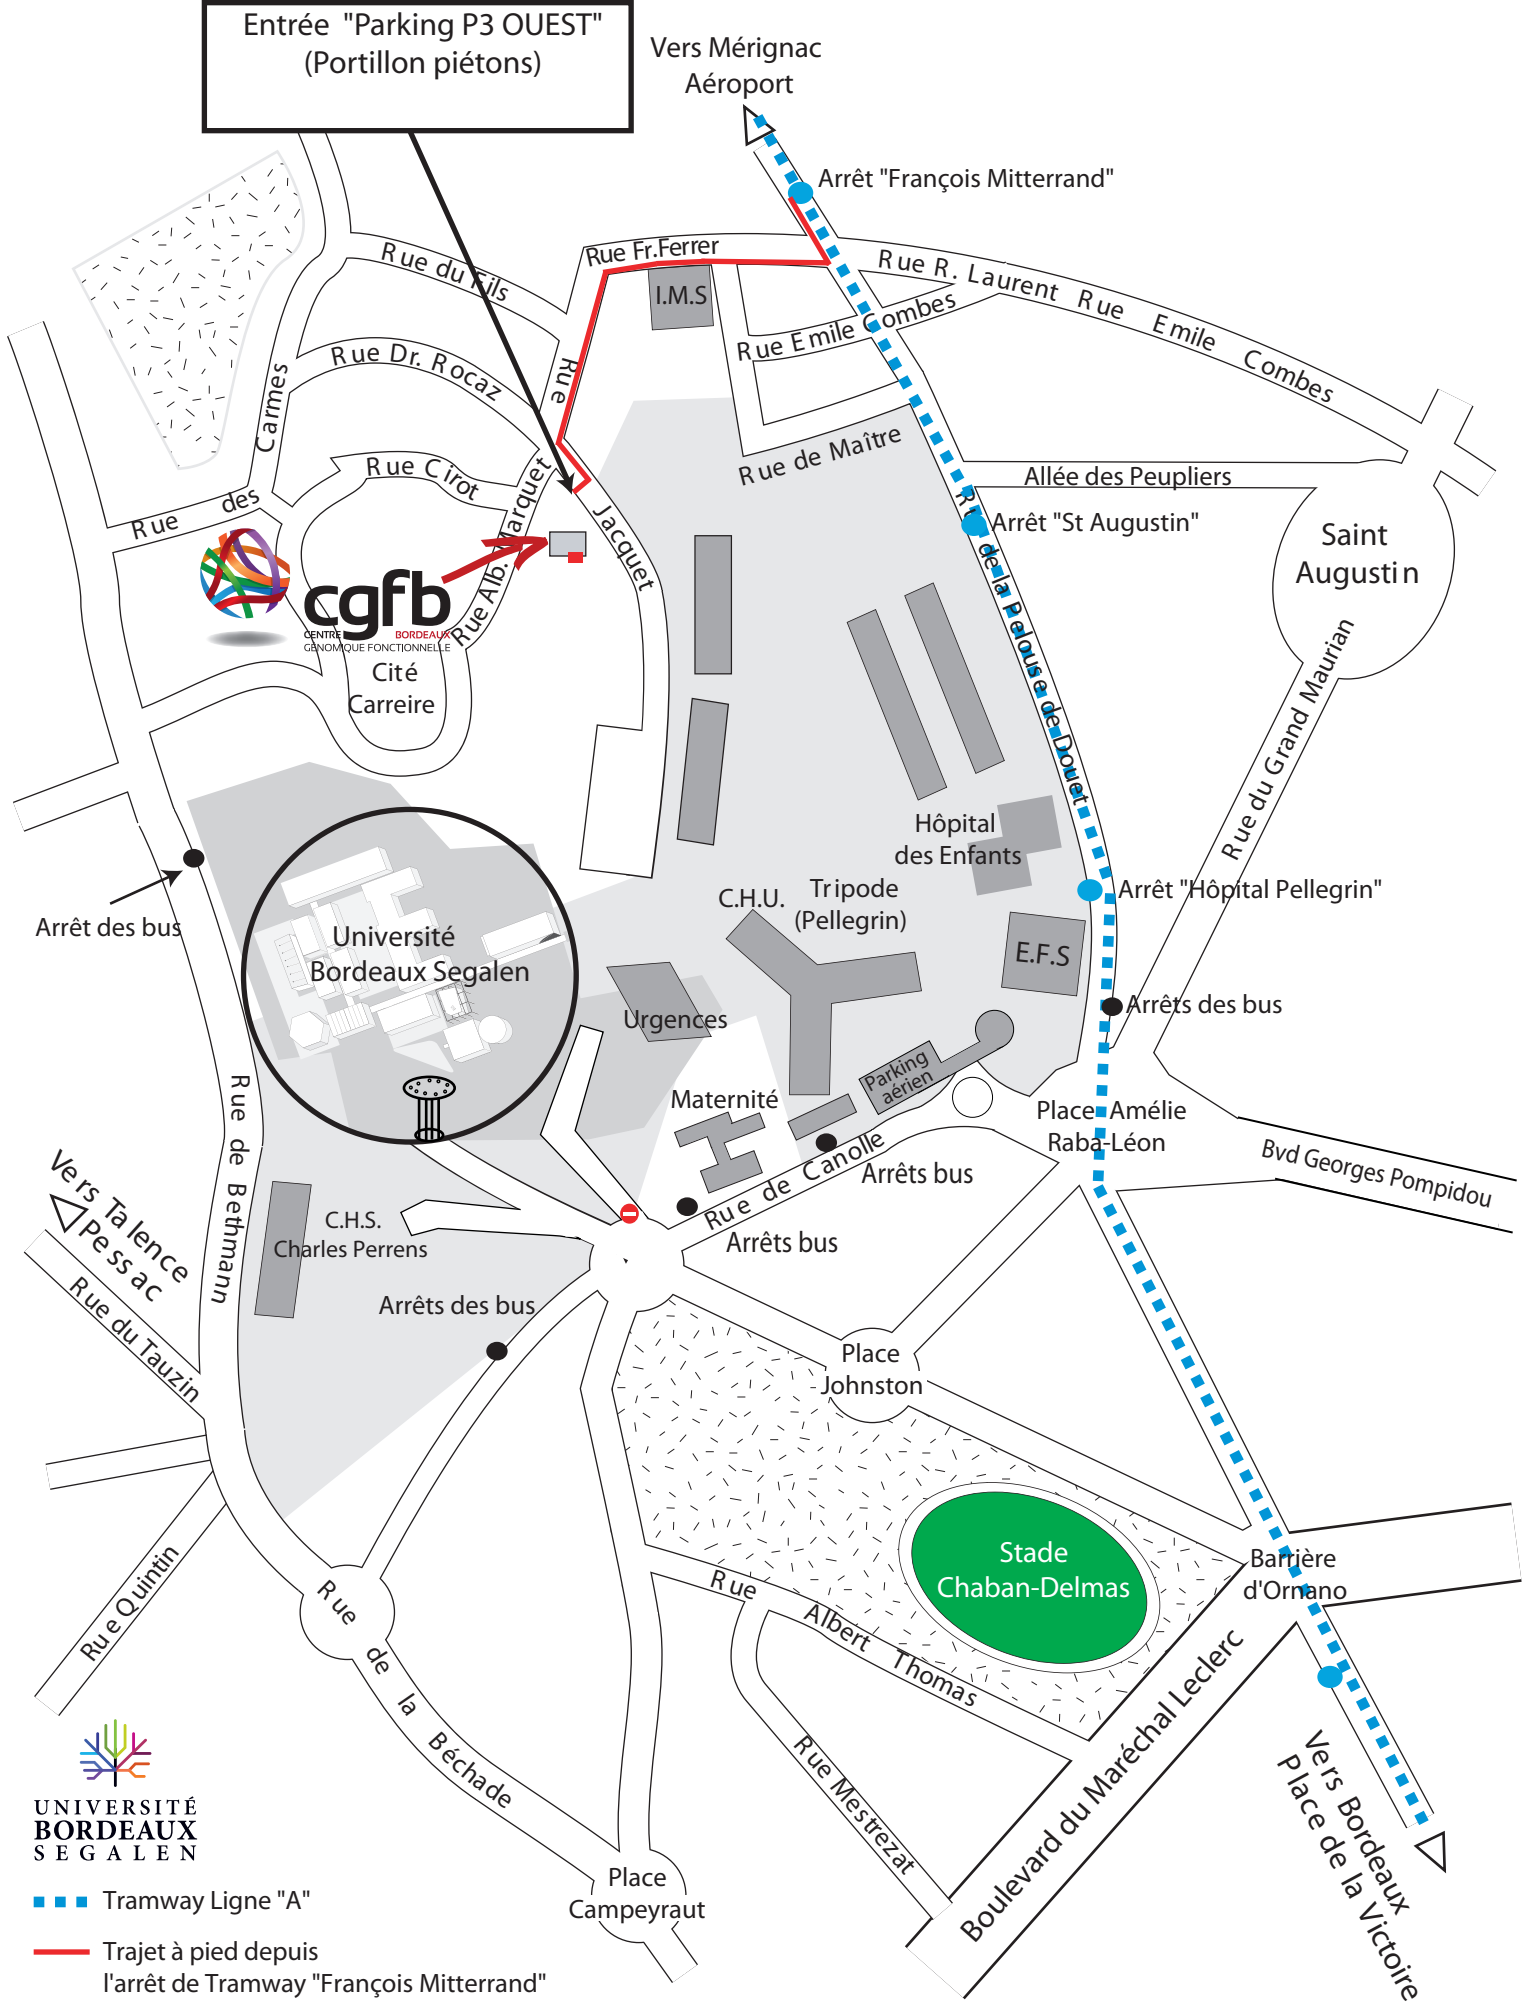 Entrée "Parking P3 OUEST"
(Portillon piétons)
Vers Mérignac
Aéroport
Arrêt "François Mitterrand"
Rue du Fils
Rue Fr.Ferrer
Rue R. Laurent Rue Emile Combes
I.M.S
Rue Emile Combes
Rue Dr. Rocaz
Rue Jacquet
Carmes
Rue de Maître
Rue Cirot
Allée des Peupliers
Rue des
Arrêt "St Augustin"
Saint
Augustin
Rue Alb. Marquet
Rue de la Pelouse de Douet
cgfb
CENTRE BORDEAUX
GÉNOMIQUE FONCTIONNELLE
Cité
Carreire
Rue du Grand Maurian
Hôpital
des Enfants
Tripode
(Pellegrin)
C.H.U.
Arrêt "Hôpital Pellegrin"
Arrêt des bus
Université
Bordeaux Segalen
E.F.S
Urgences
Arrêts des bus
Parking
aérien
Maternité
Place Amélie
Raba-Léon
Rue de Canolle
Arrêts bus
Bvd Georges Pompidou
Rue de Bethmann
Vers Talence
Pessac
C.H.S.
Charles Perrens
Arrêts bus
Arrêts des bus
Rue du Tauzin
Place
Johnston
Stade
Chaban-Delmas
Barrière
d'Ornano
Rue Quintin
Rue Albert Thomas
Rue de la Béchade
Rue Mestrezat
Boulevard du Maréchal Leclerc
Vers Bordeaux
Place de la Victoire
Place
Campeyraut
UNIVERSITÉ
BORDEAUX
SEGALEN
Tramway Ligne "A"
Trajet à pied depuis
l'arrêt de Tramway "François Mitterrand"